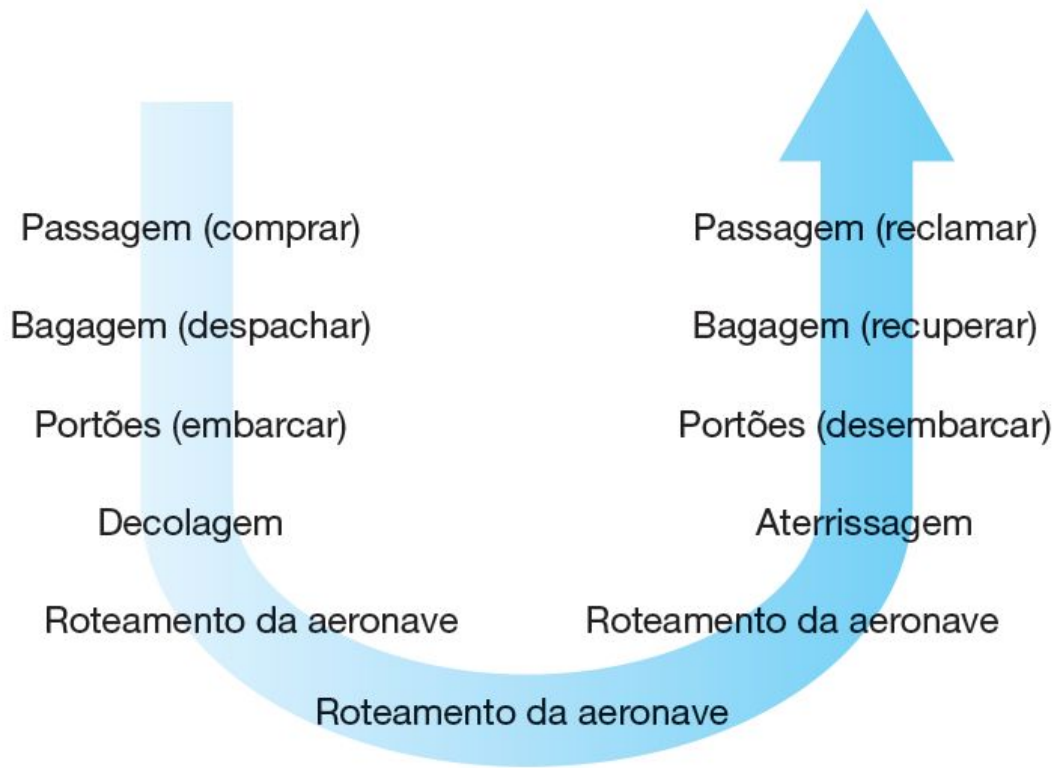 Passagem (comprar)
Bagagem (despachar)
Portões (embarcar)
Decolagem
Roteamento da aeronave
Roteamento da aeronave
Roteamento da aeronave
Aterrissagem
Portões (desembarcar)
Bagagem (recuperar)
Passagem (reclamar)